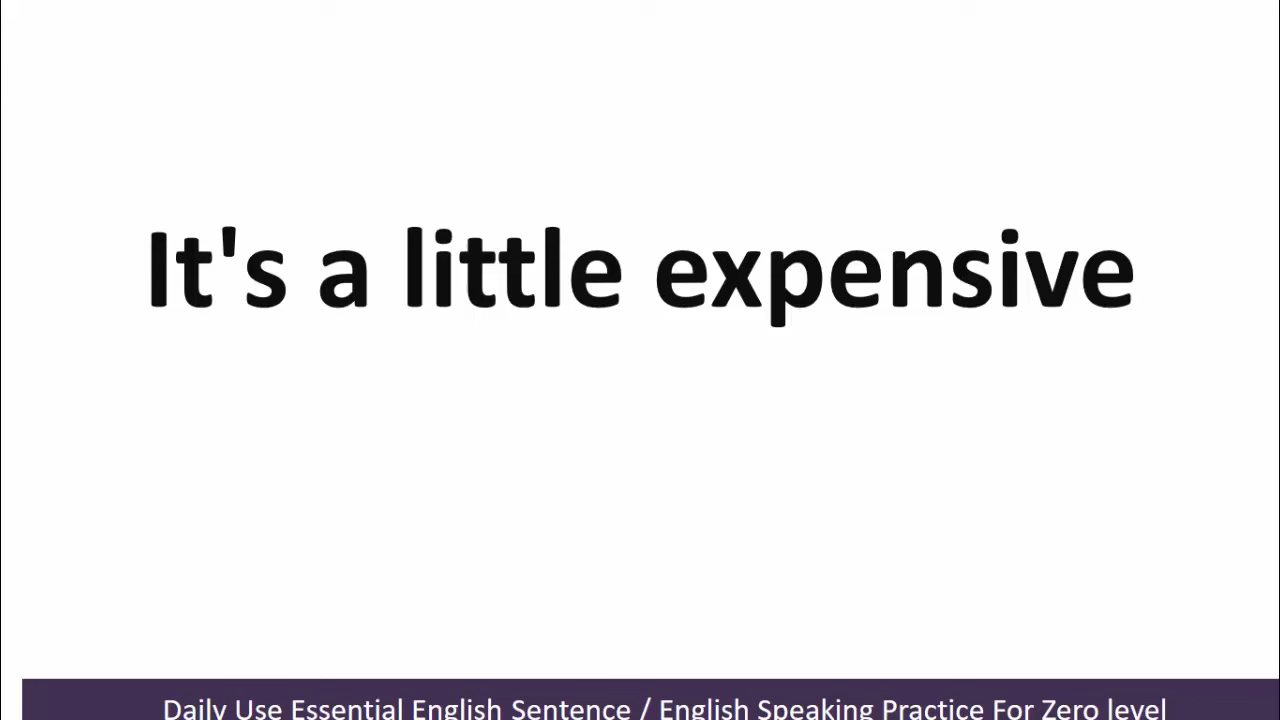 It's a little expensive
Daily Use Essential English Sentence / English Speaking Practice For Zero level